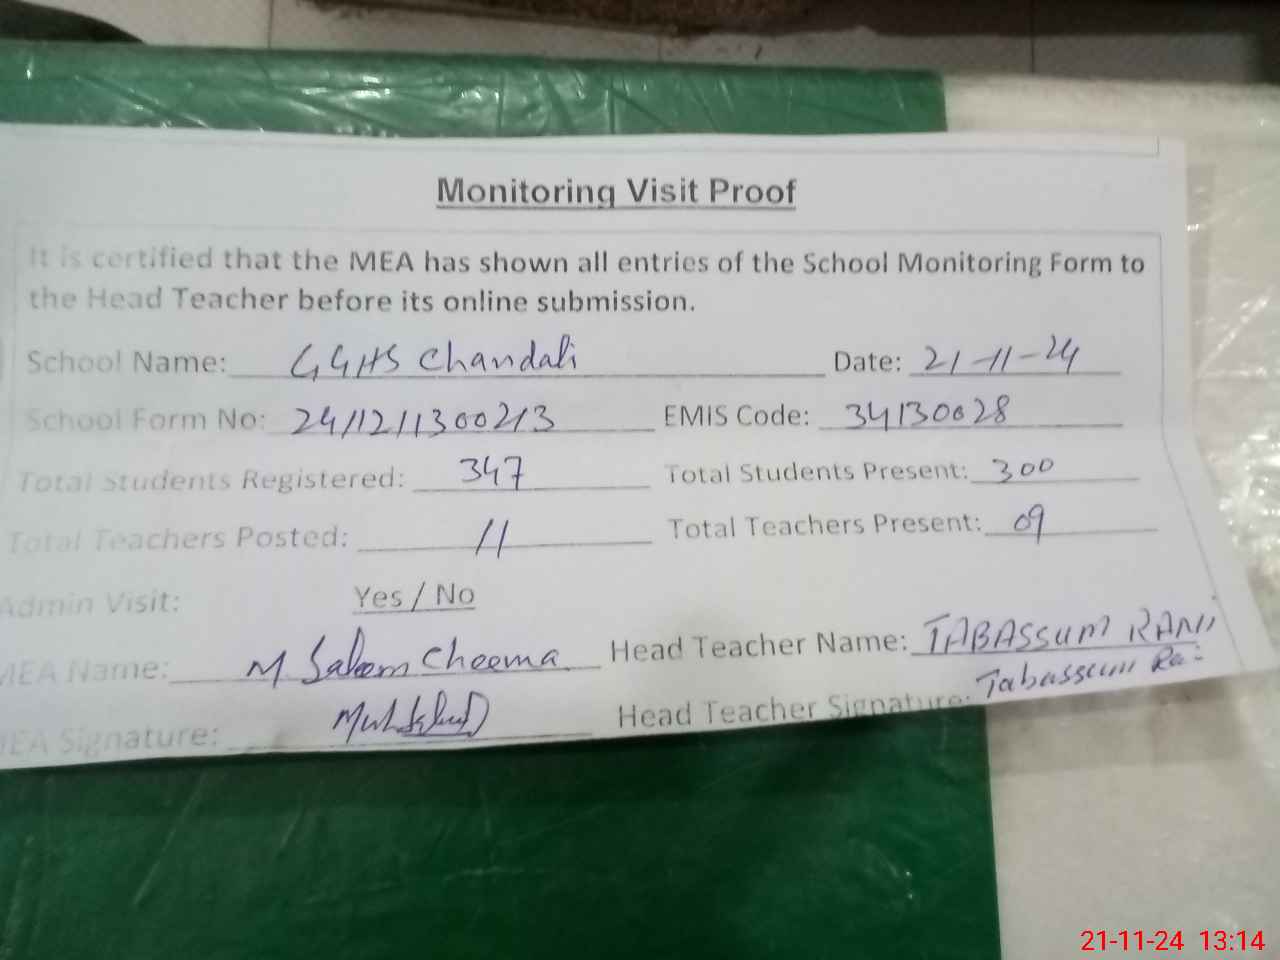 Monitoring Visit Proof
It is certified that the MEA has shown all entries of the School Monitoring Form to
the Head Teacher before its online submission.
School Name: GGHS Chandali Date: 21-11-24
School Form No: 2411211300213 EMIS Code: 34130028
Total Students Registered: 347 Total Students Present: 300
Total Teachers Posted: 11 Total Teachers Present: 09
Admin Visit: Yes / No
MEA Name: M Saleem Cheema Head Teacher Name: TABASSUM RANI
MEA Signature: Head Teacher Signature: Tabassum
21-11-24 13:14